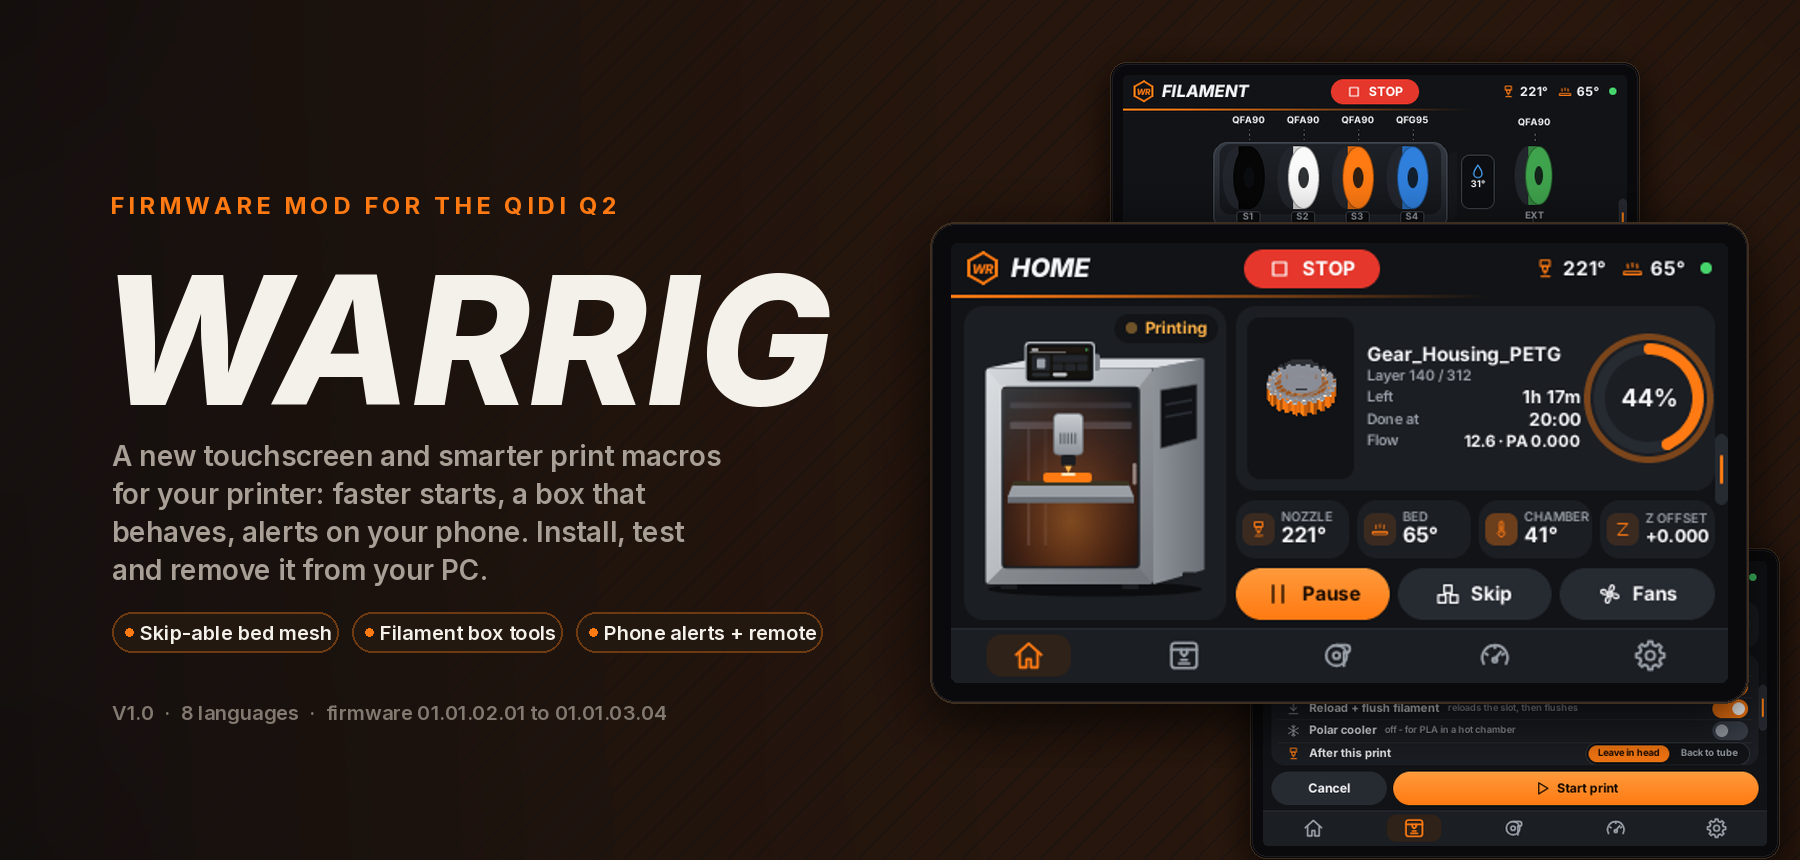 FIRMWARE MOD FOR THE QIDI Q2
WARRIG
A new touchscreen and smarter print macros
for your printer: faster starts, a box that
behaves, alerts on your phone. Install, test
and remove it from your PC.
Skip-able bed mesh
Filament box tools
Phone alerts + remote
V1.0 · 8 languages · firmware 01.01.02.01 to 01.01.03.04
WR FILAMENT
STOP
221° 65°
QFA90 QFA90 QFA90 QFG95 QFA90
31°
S1 S2 S3 S4 EXT
WR HOME
STOP
221° 65°
Printing
Gear_Housing_PETG
Layer 140 / 312
Left 1h 17m
Done at 20:00
Flow 12.6 · PA 0.000
44%
NOZZLE
221°
BED
65°
CHAMBER
41°
Z OFFSET
+0.000
Pause
Skip
Fans
Reload + flush filament reloads the slot, then flushes
Polar cooler off - for PLA in a hot chamber
After this print Leave in head Back to tube
Cancel
Start print